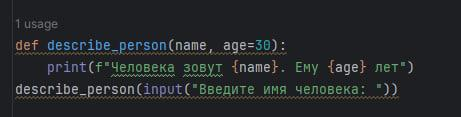 1 usage
def describe_person(name, age=30):
    print(f"Человека зовут {name}. Ему {age} лет")
describe_person(input("Введите имя человека: "))